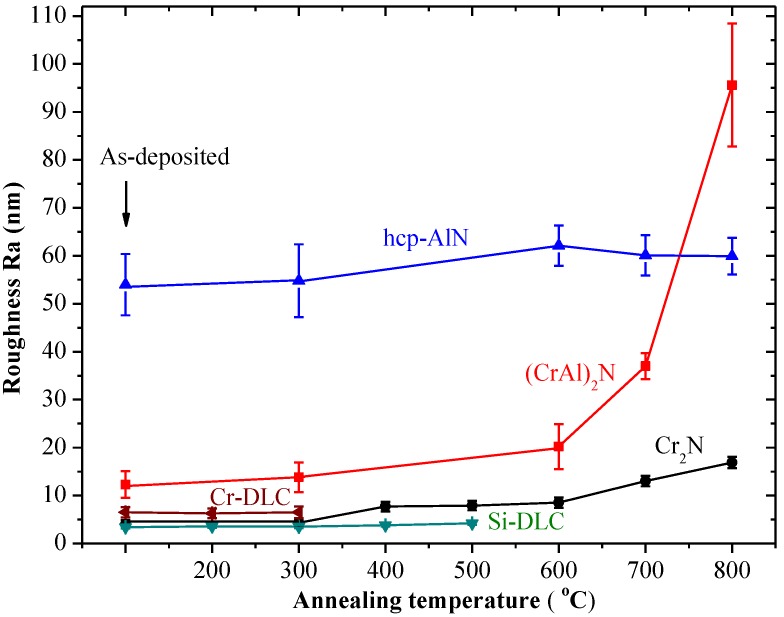 110
100
90
80
70
60
50
40
30
20
10
0
Roughness Ra (nm)
As-deposited
hcp-AlN
(CrAl)₂N
Cr₂N
Cr-DLC
Si-DLC
200 300 400 500 600 700 800
Annealing temperature ( °C)